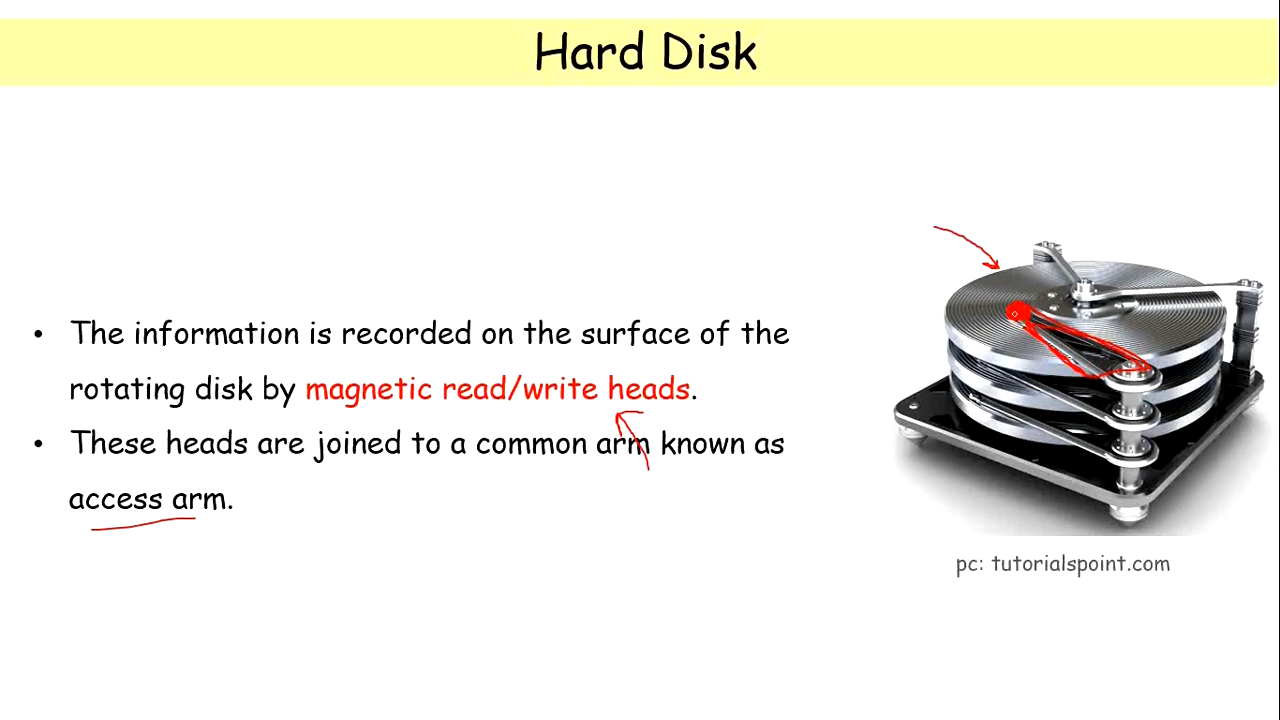 Hard Disk
• The information is recorded on the surface of the
rotating disk by magnetic read/write heads.
• These heads are joined to a common arm known as
access arm.
pc: tutorialspoint.com